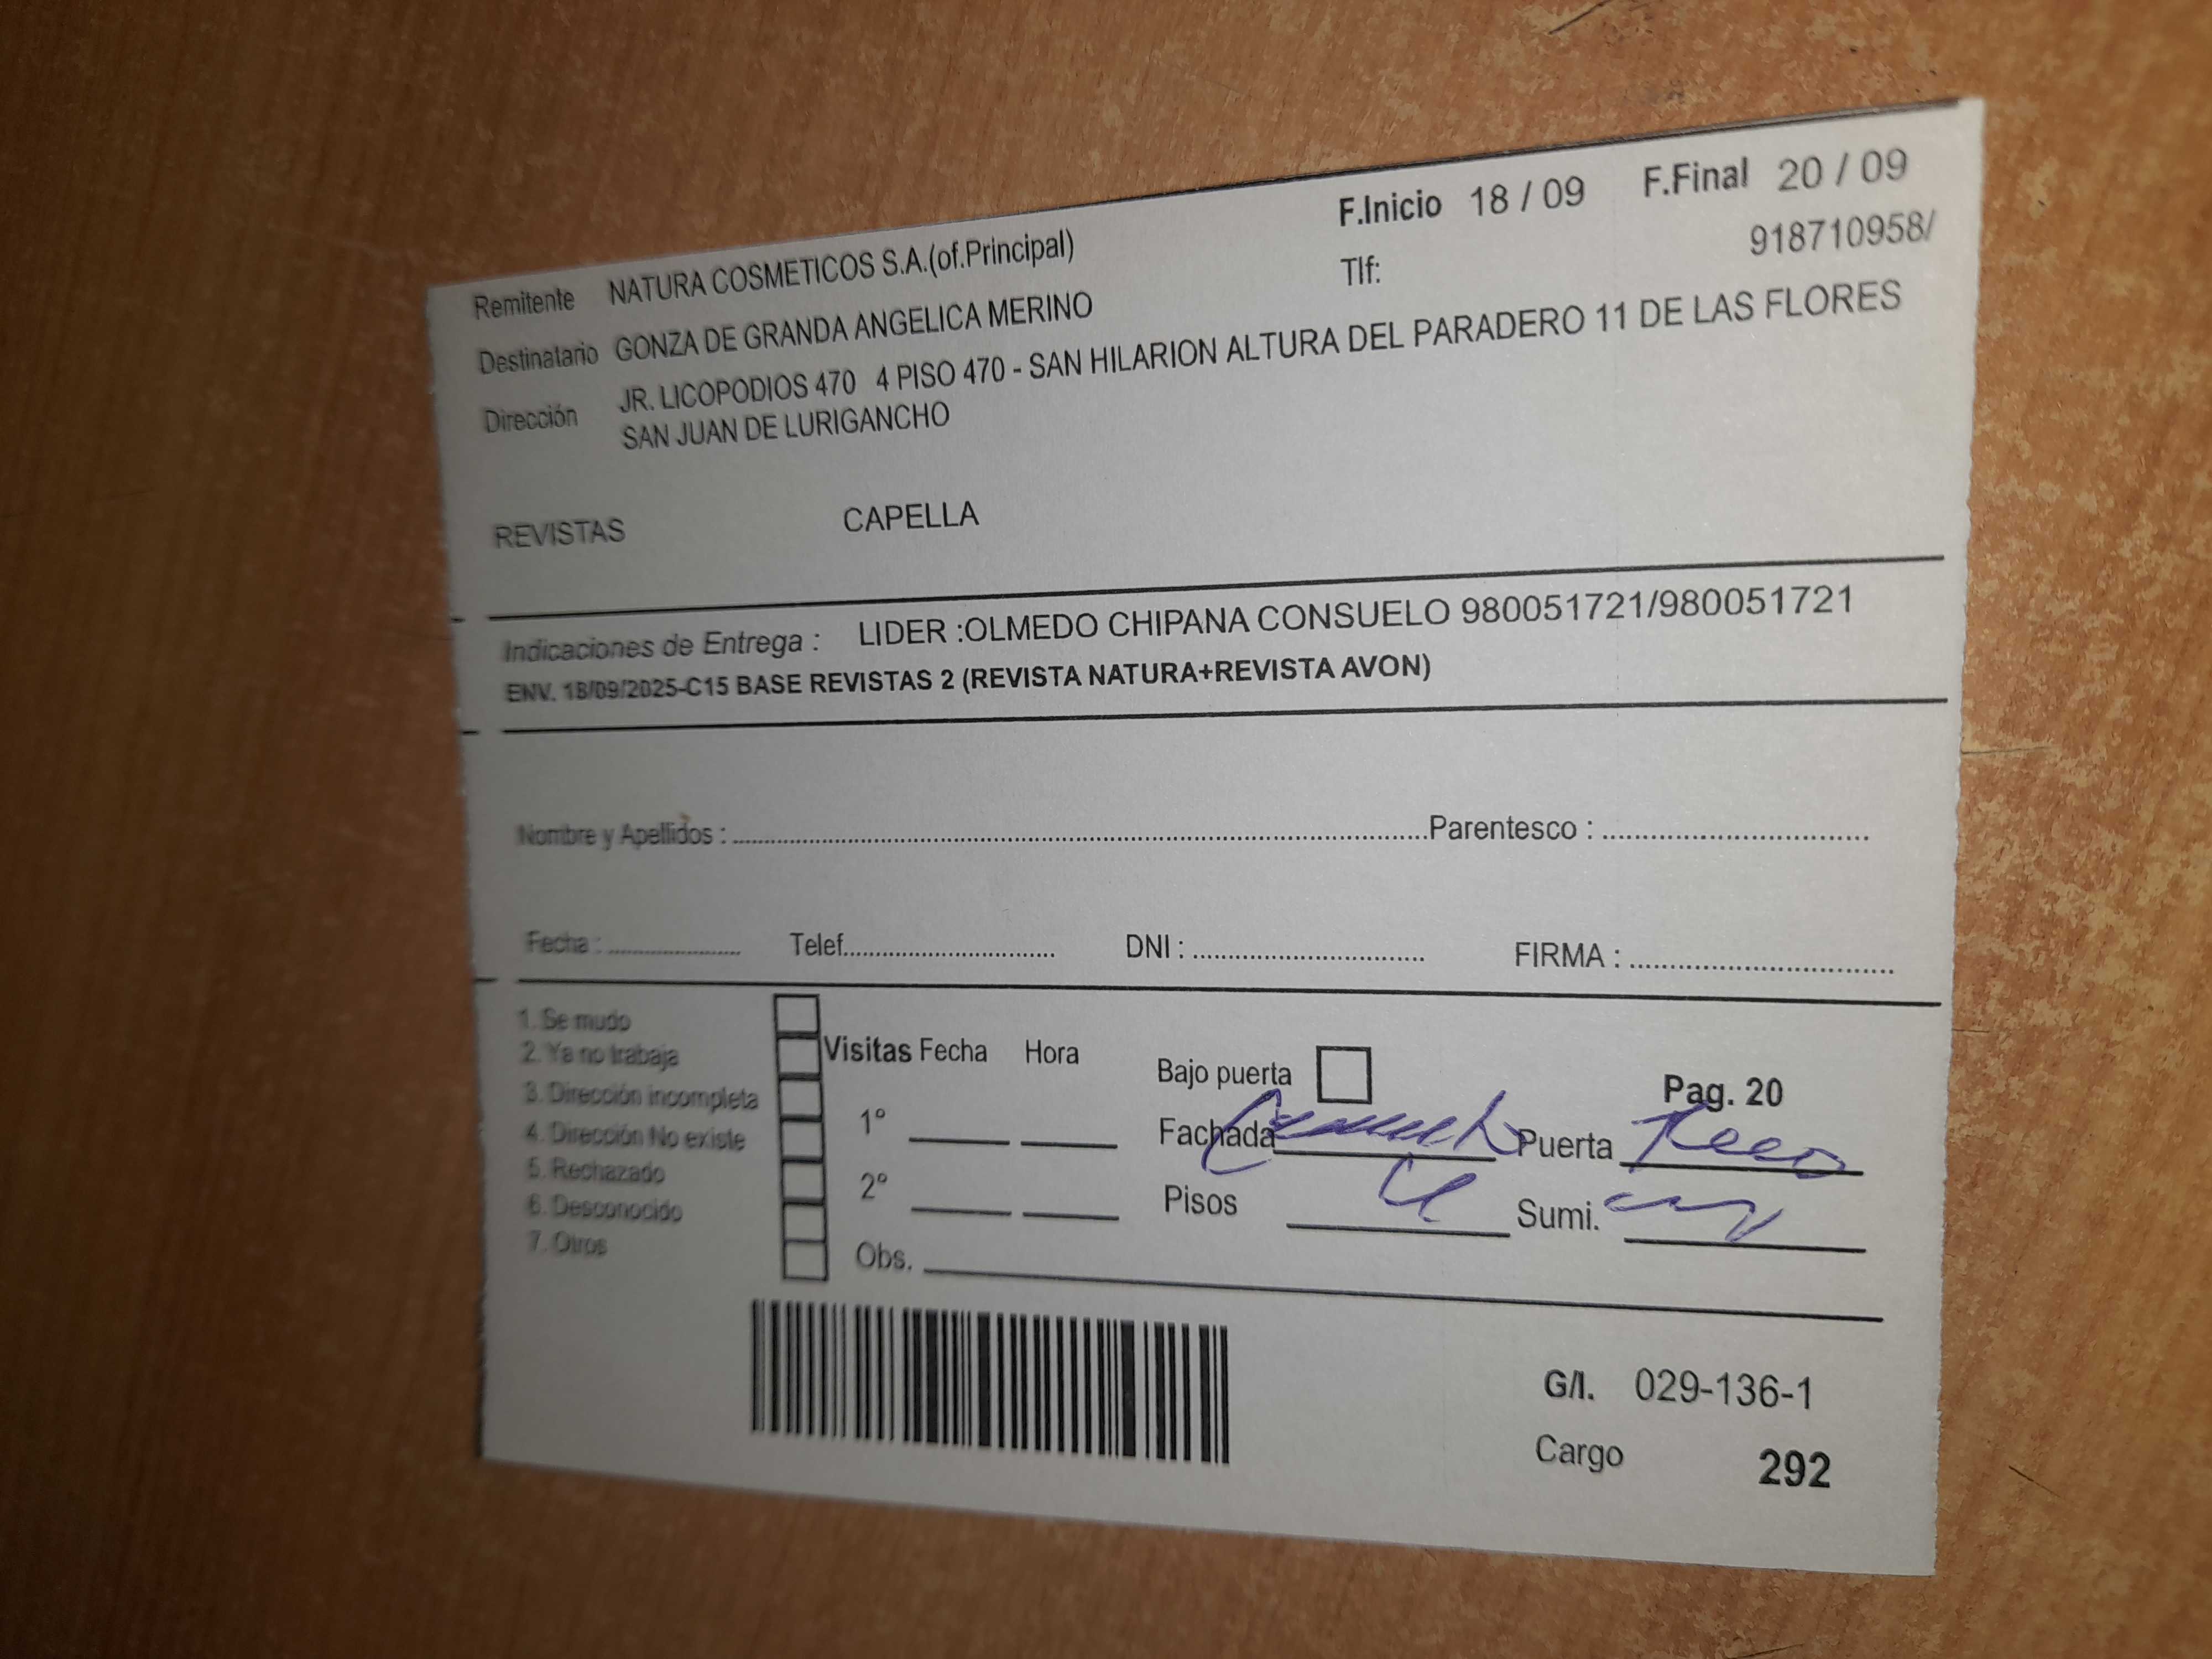 F.Inicio 18 / 09 F.Final 20 / 09
Remitente NATURA COSMETICOS S.A.(of.Principal) Tlf: 918710958/
Destinatario GONZA DE GRANDA ANGELICA MERINO
Dirección JR. LICOPODIOS 470 4 PISO 470 - SAN HILARION ALTURA DEL PARADERO 11 DE LAS FLORES
SAN JUAN DE LURIGANCHO
REVISTAS CAPELLA
Indicaciones de Entrega : LIDER :OLMEDO CHIPANA CONSUELO 980051721/980051721
ENV. 18/09/2025-C15 BASE REVISTAS 2 (REVISTA NATURA+REVISTA AVON)
Nombre y Apellidos : Parentesco :
Fecha : Telef. DNI : FIRMA :
1. Se mudo
2. Ya no trabaja
3. Dirección incompleta
4. Dirección No existe
5. Rechazado
6. Desconocido
7. Otros
Visitas Fecha Hora
1º
2º
Obs.
Bajo puerta
Pag. 20
Fachada Puerta
Pisos 4 Sumi.
G/I. 029-136-1
Cargo 292